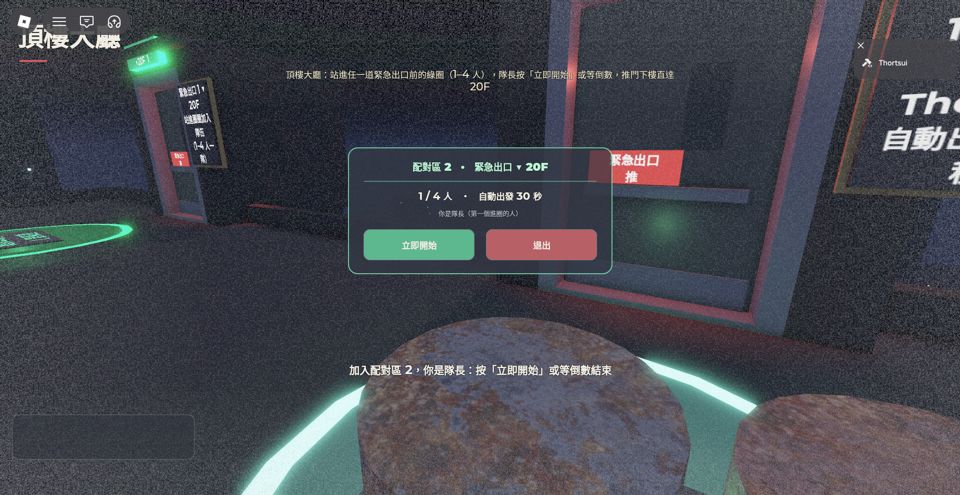 頂樓大廳
頂樓大廳：站進任一道緊急出口前的綠圈（1–4 人），隊長按「立即開始」或等倒數，推門下樓直達
20F
Thortsui
緊急出口 1 ▾
20F
站進圈圈加入
隊伍
(1–4 人一
緊急出口
推
自動出
配對區 2 • 緊急出口 ▾ 20F
1 / 4 人 • 自動出發 30 秒
你是隊長（第一個進圈的人）
立即開始
退出
加入配對區 2，你是隊長：按「立即開始」或等倒數結束